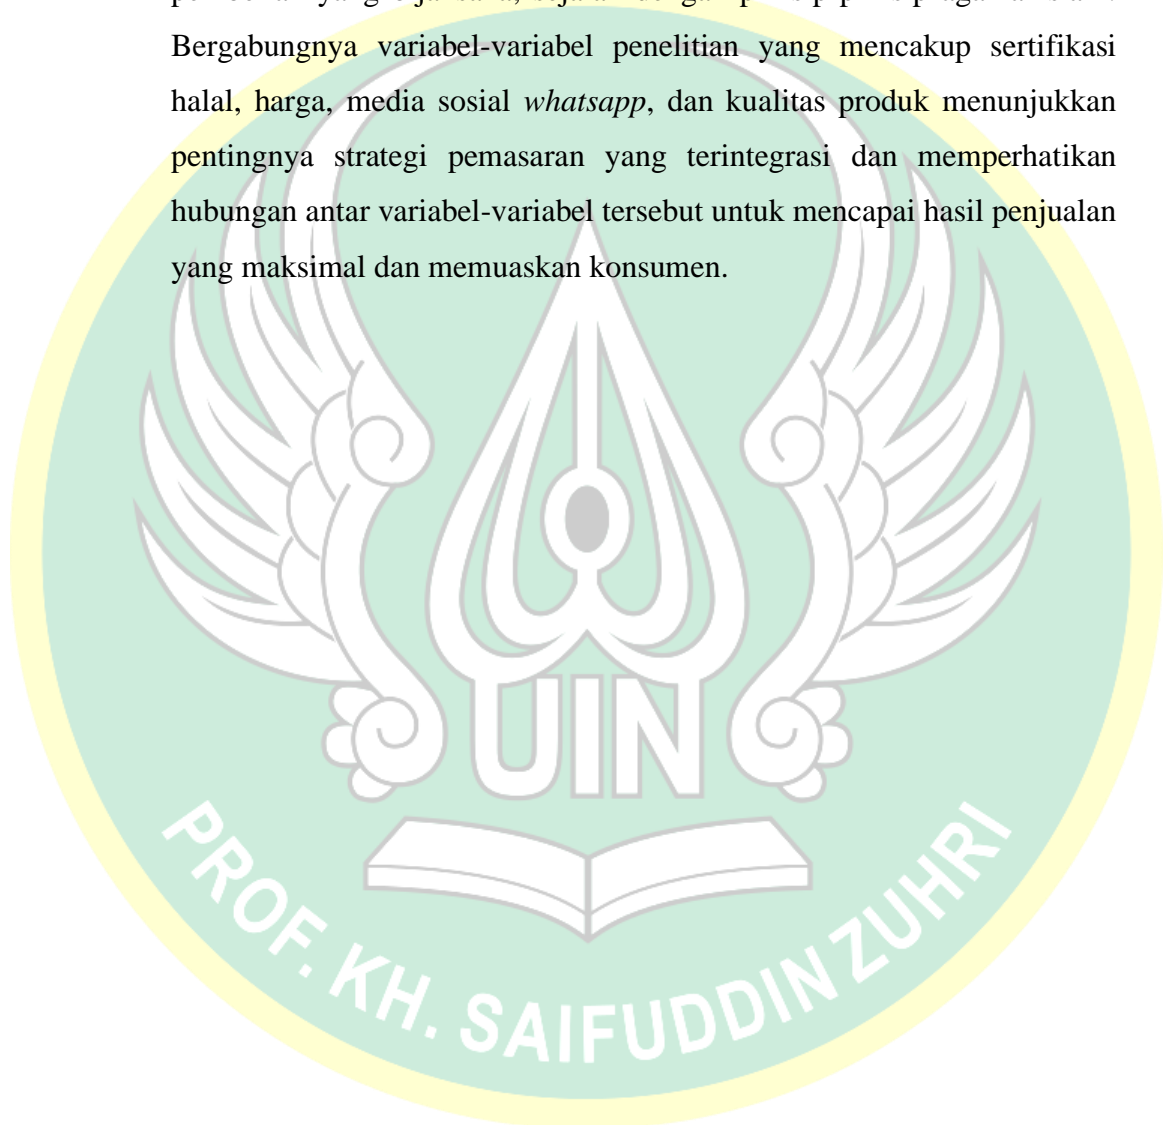 Bergabungnya variabel-variabel penelitian yang mencakup sertifikasi
halal, harga, media sosial whatsapp, dan kualitas produk menunjukkan
pentingnya strategi pemasaran yang terintegrasi dan memperhatikan
hubungan antar variabel-variabel tersebut untuk mencapai hasil penjualan
yang maksimal dan memuaskan konsumen.
UIN
PROF. KH. SAIFUDDIN ZUHRI